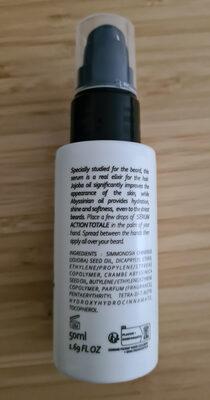 Specially studied for the beard, this
serum is a real elixir for the hair
Jojoba oil significantly improves the
appearance of the skin, while
Abyssinian oil provides hydration,
shine and softness, even to the driest
beards. Place a few drops of SERUM
ACTION TOTALE in the palm of your
hand. Spread between the hands then
apply all over your beard.
INGREDIENTS : SIMMONDSIA CHINENSIS
(JOJOBA) SEED OIL, DICAPRYLYL ETHER,
ETHYLENE/PROPYLENE/STYRENE
COPOLYMER, CRAMBE ABYSSINICA
SEED OIL, BUTYLENE/ETHYLENE/STYRENE
COPOLYMER, PARFUM (FRAGRANCE),
PENTAERYTHRITYL TETRA-DI-T-BUTYL
HYDROXYHYDROCINNAMATE,
TOCOPHEROL.
50ml
1.69 FL OZ